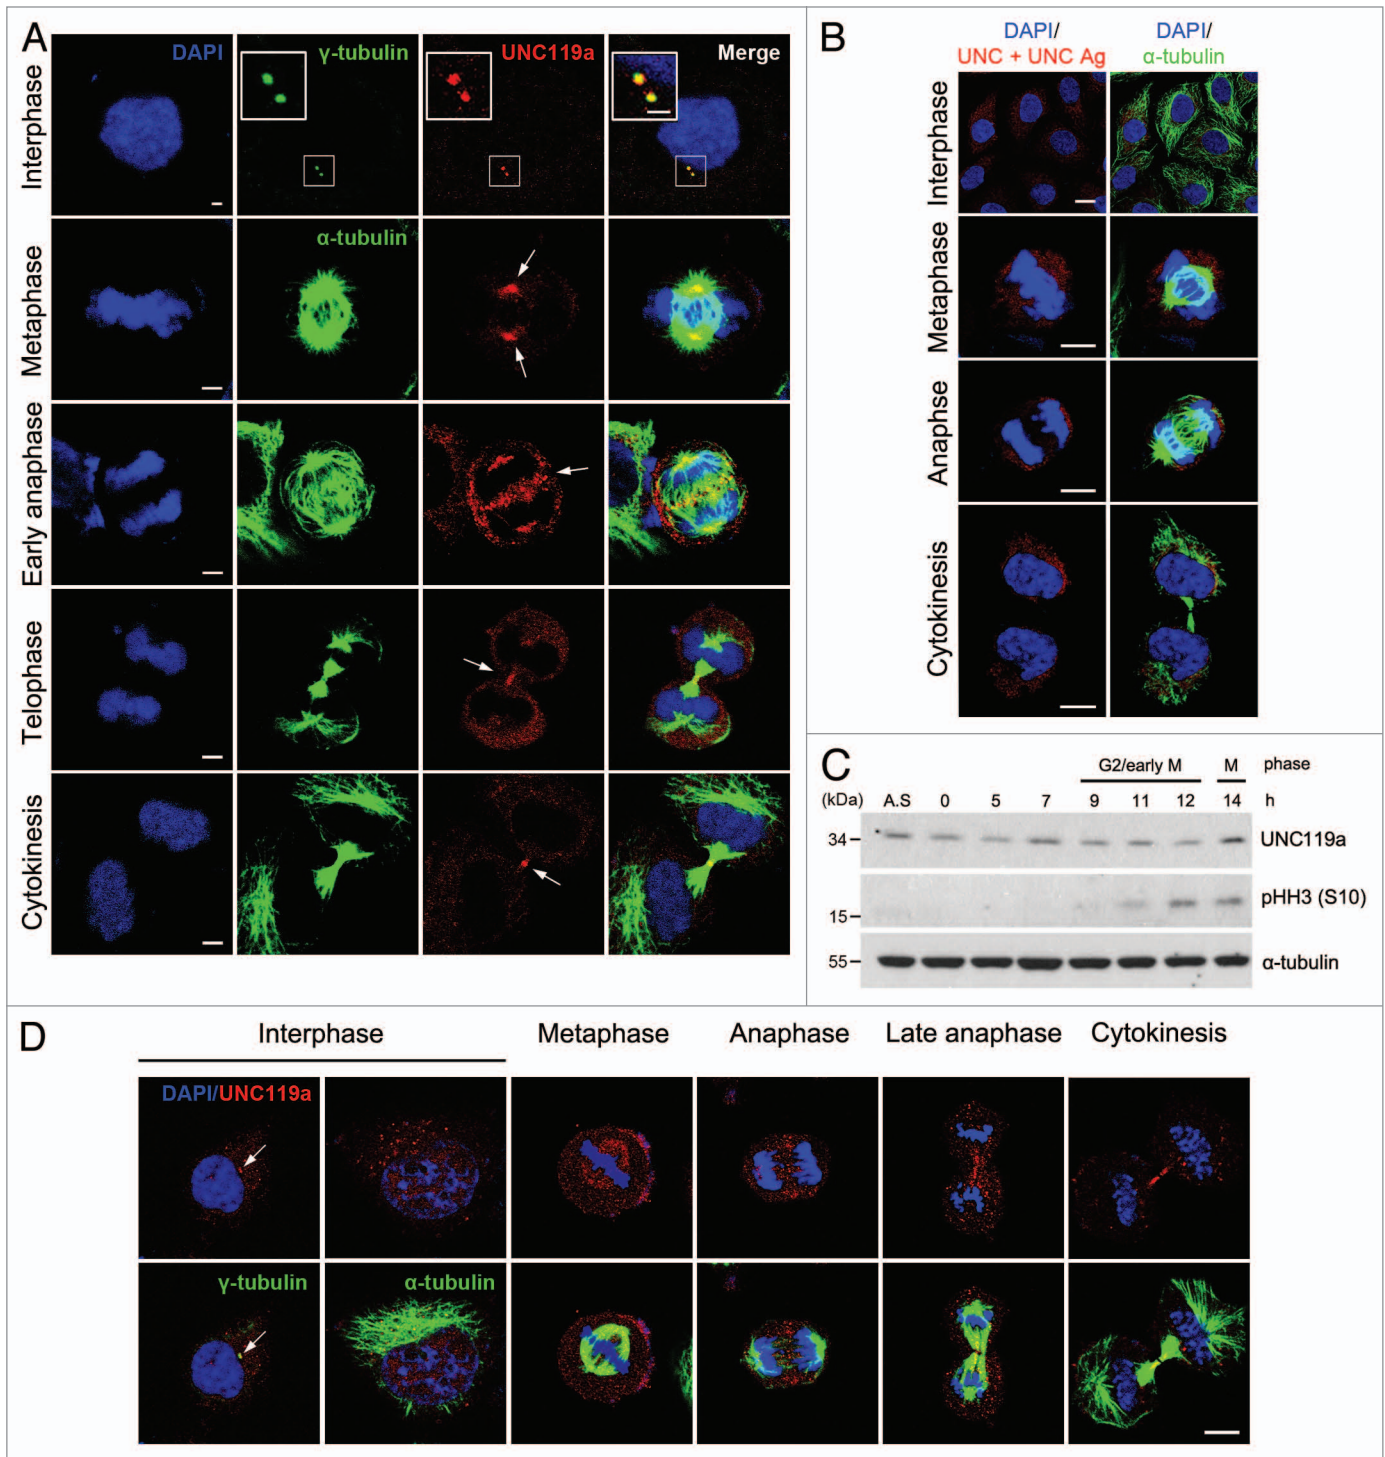 A
DAPI
γ-tubulin
UNC119a
Merge
Interphase
α-tubulin
Metaphase
Early anaphase
Telophase
Cytokinesis
B
DAPI/
UNC + UNC Ag
DAPI/
α-tubulin
Interphase
Metaphase
Anaphse
Cytokinesis
C
G2/early M M phase
(kDa) A.S 0 5 7 9 11 12 14 h
34 UNC119a
pHH3 (S10)
15
55 α-tubulin
D
Interphase Metaphase Anaphase Late anaphase Cytokinesis
DAPI/UNC119a
γ-tubulin
α-tubulin